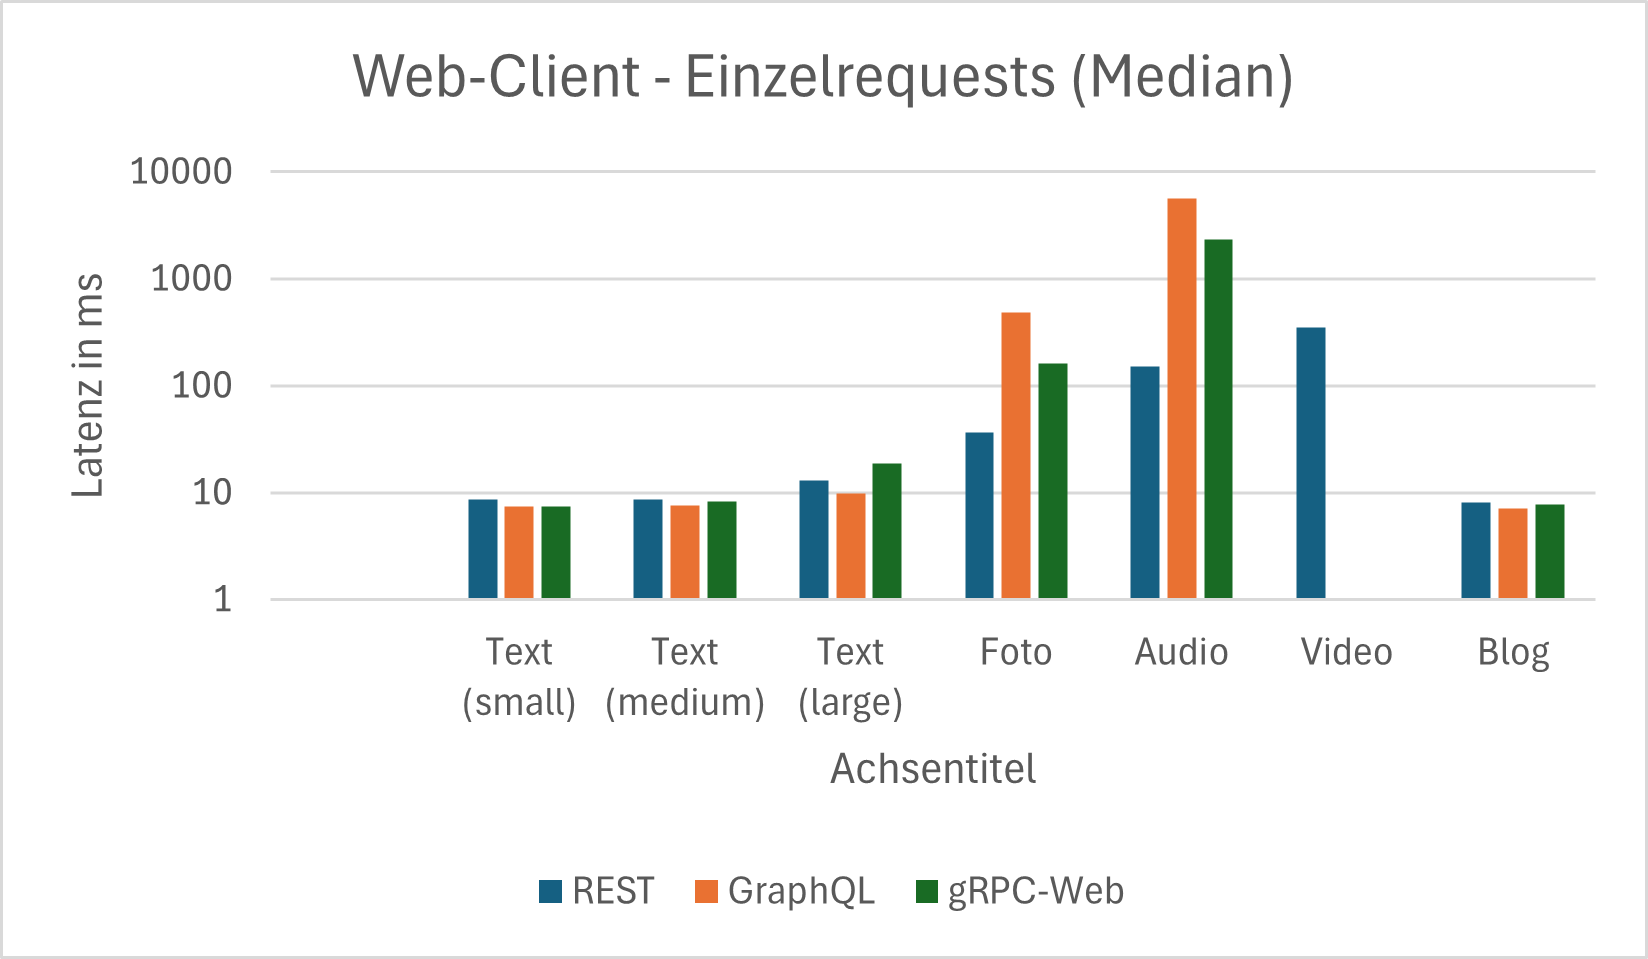 Web-Client - Einzelrequests (Median)
10000
1000
100
10
1
Latenz in ms
Text (small)
Text (medium)
Text (large)
Foto
Audio
Video
Blog
Achsentitel
REST
GraphQL
gRPC-Web